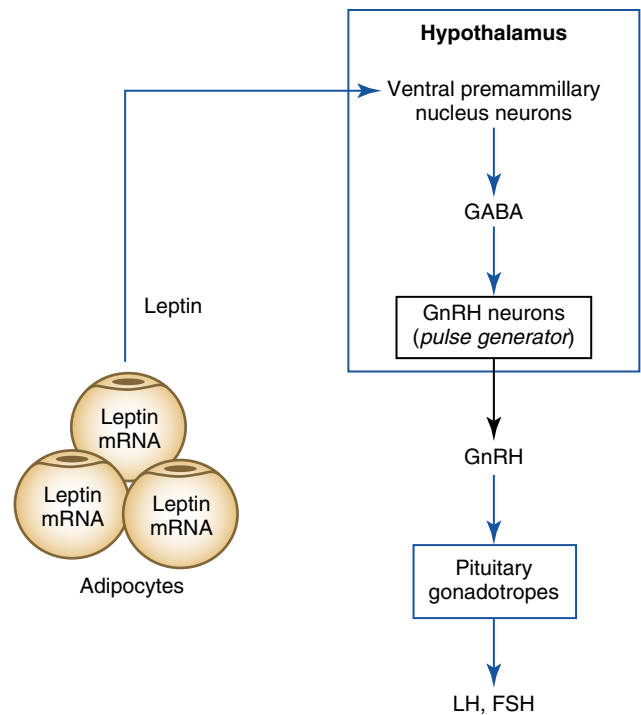 Hypothalamus
Ventral premammillary
nucleus neurons
GABA
GnRH neurons
(pulse generator)
Leptin
Leptin
mRNA
Leptin
mRNA
Leptin
mRNA
Adipocytes
GnRH
Pituitary
gonadotropes
LH, FSH